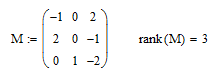 M := ( -1 0 2
2 0 -1
0 1 -2 ) rank(M) = 3